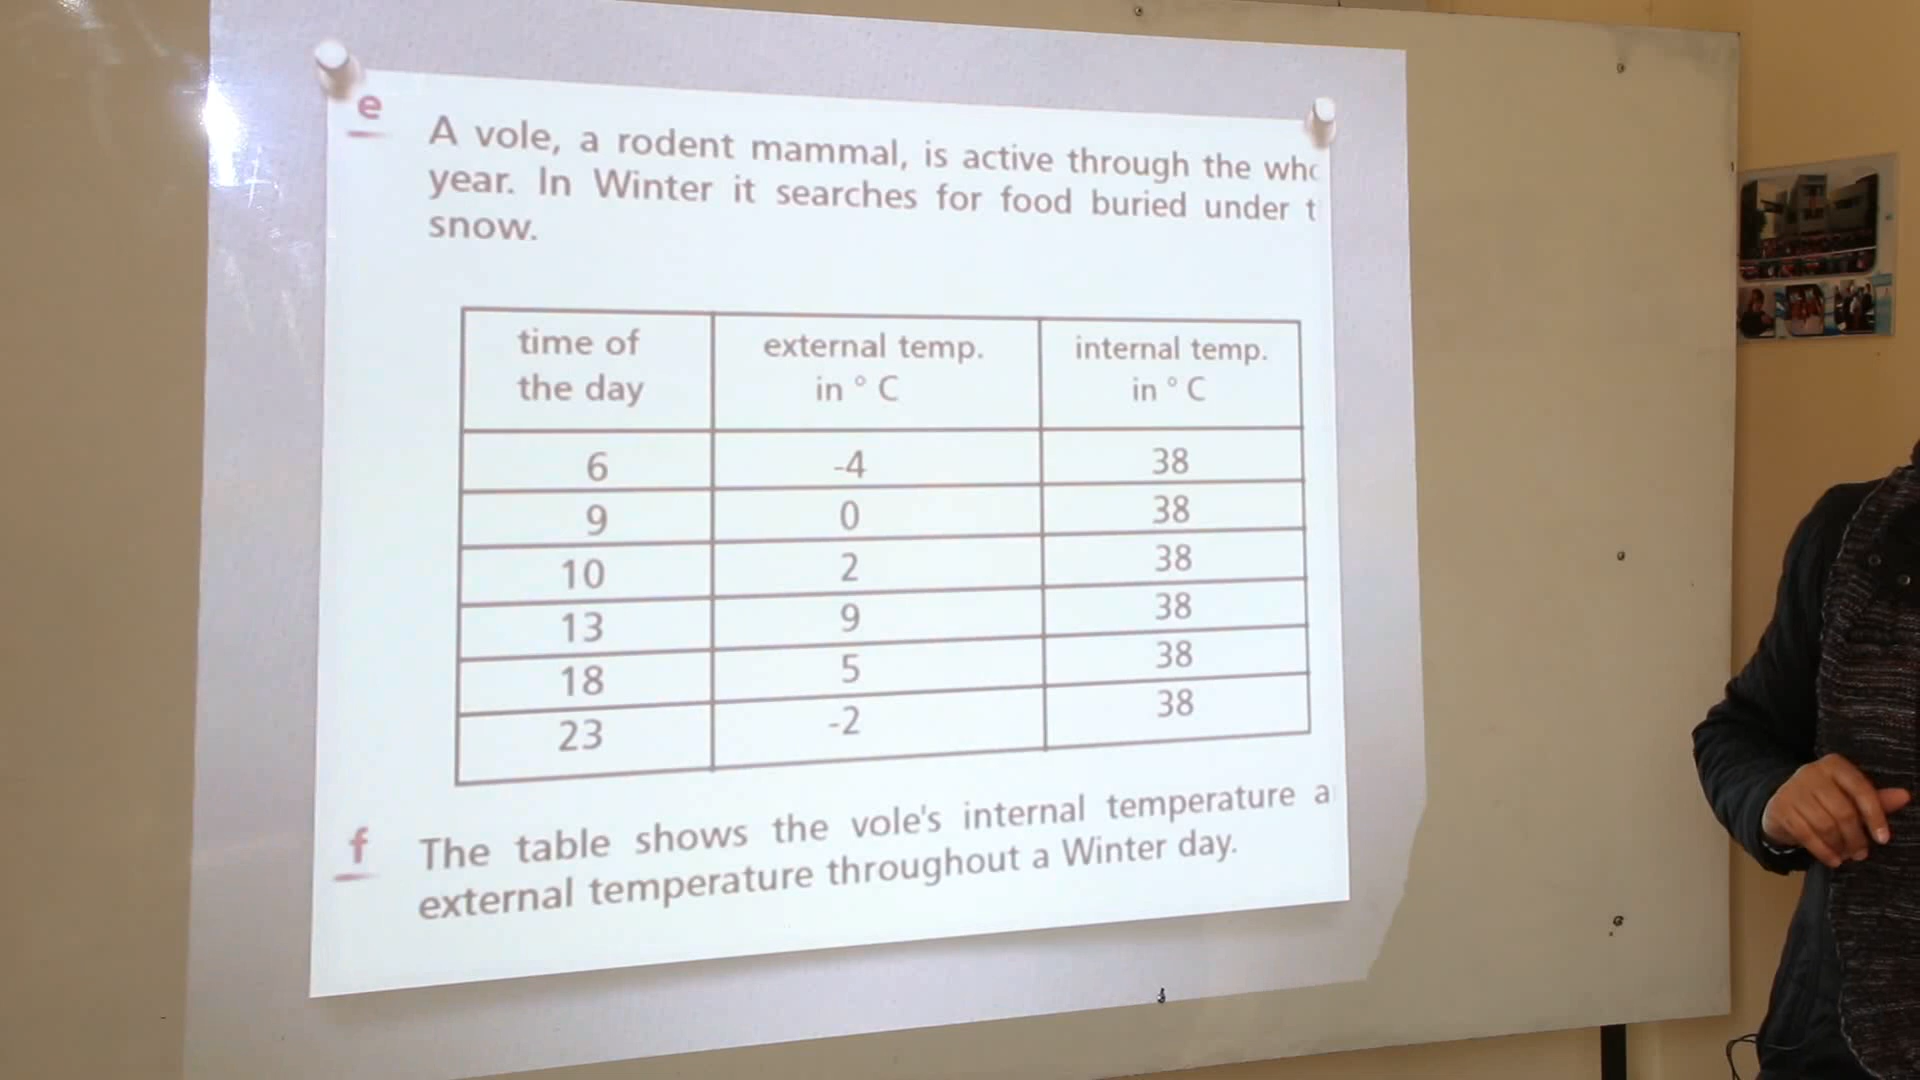 e
A vole, a rodent mammal, is active through the
year. In Winter it searches for food buried under
snow.
time of the day external temp. in ° C internal temp. in ° C
6 -4 38
9 0 38
10 2 38
13 9 38
18 5 38
23 -2 38
f
The table shows the vole's internal temperature
external temperature throughout a Winter day.